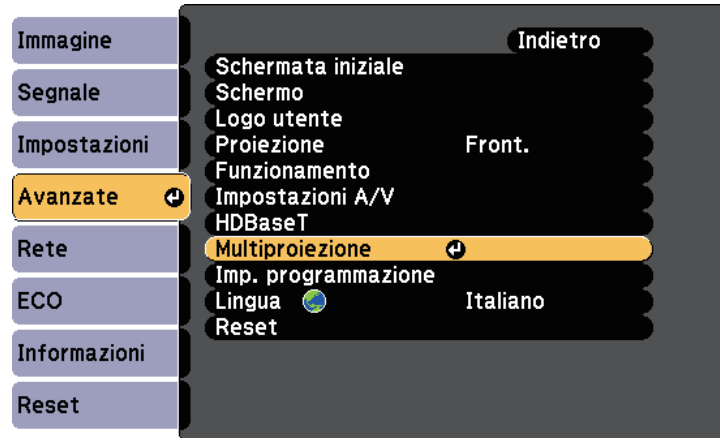 Immagine
Segnale
Impostazioni
Avanzate
Rete
ECO
Informazioni
Reset
Indietro
Schermata iniziale
Schermo
Logo utente
Proiezione Front.
Funzionamento
Impostazioni A/V
HDBaseT
Multiproiezione
Imp. programmazione
Lingua Italiano
Reset